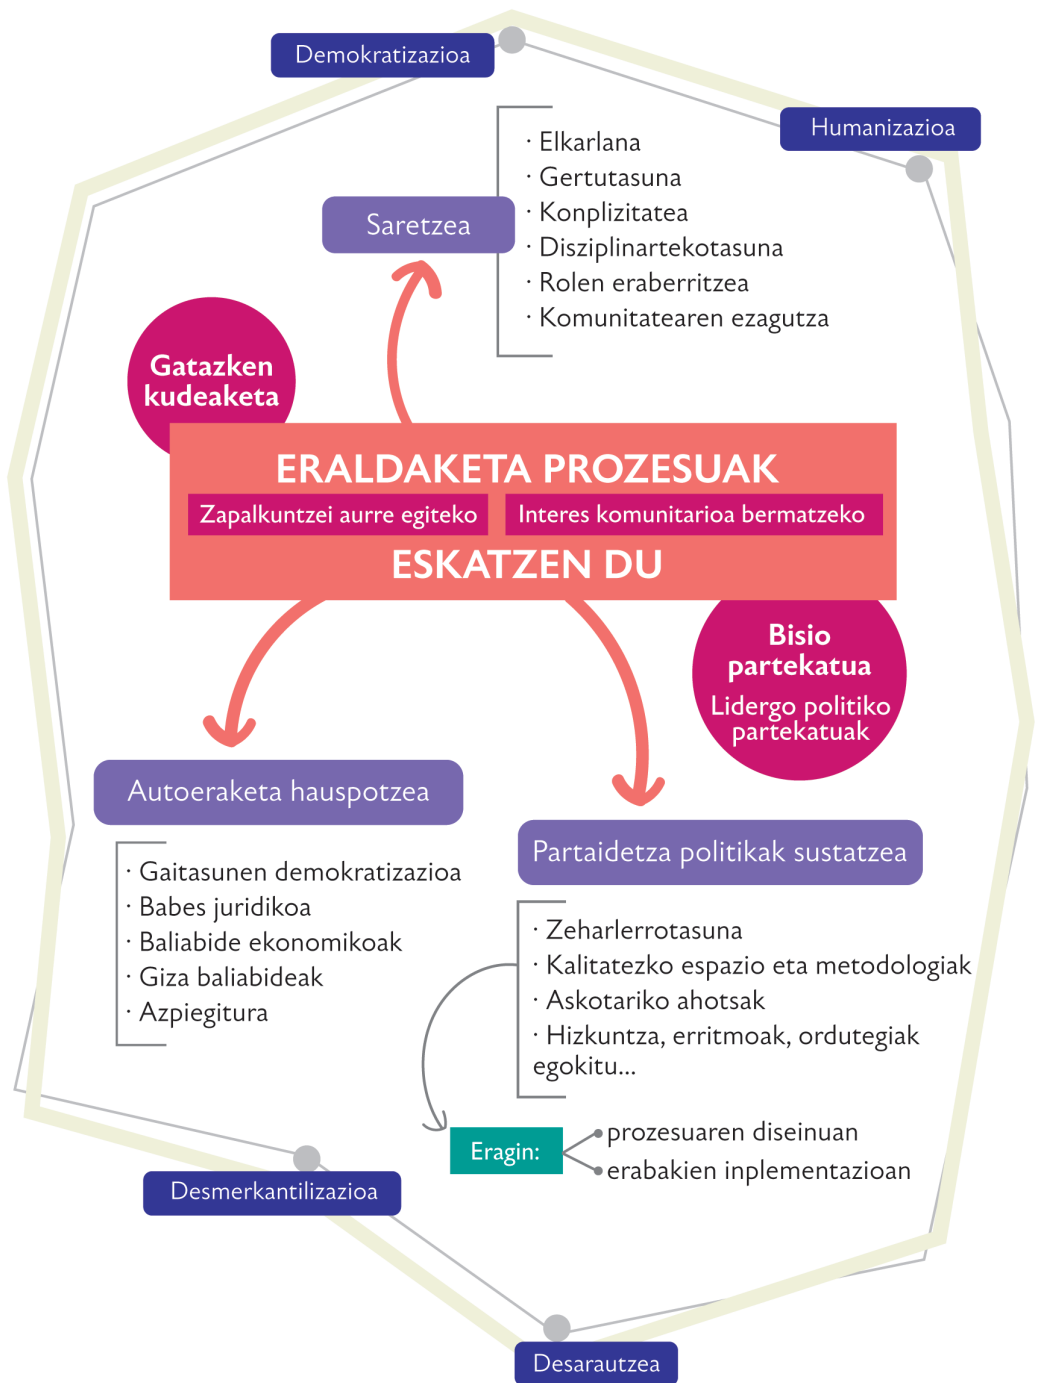 Demokratizazioa
Humanizazioa
· Elkarlana
· Gertutasuna
· Konplizitatea
· Disziplinartekotasuna
· Rolen eraberritzea
· Komunitatearen ezagutza
Saretzea
Gatazken
kudeaketa
ERALDAKETA PROZESUAK
Zapalkuntzei aurre egiteko
Interes komunitarioa bermatzeko
ESKATZEN DU
Bisio
partekatua
Lidergo politiko
partekatuak
Autoeraketa hauspotzea
· Gaitasunen demokratizazioa
· Babes juridikoa
· Baliabide ekonomikoak
· Giza baliabideak
· Azpiegitura
Partaidetza politikak sustatzea
· Zeharlerrotasuna
· Kalitatezko espazio eta metodologiak
· Askotariko ahotsak
· Hizkuntza, erritmoak, ordutegiak
egokitu...
Eragin:
prozesuaren diseinuan
erabakien inplementazioan
Desmerkantilizazioa
Desarautzea